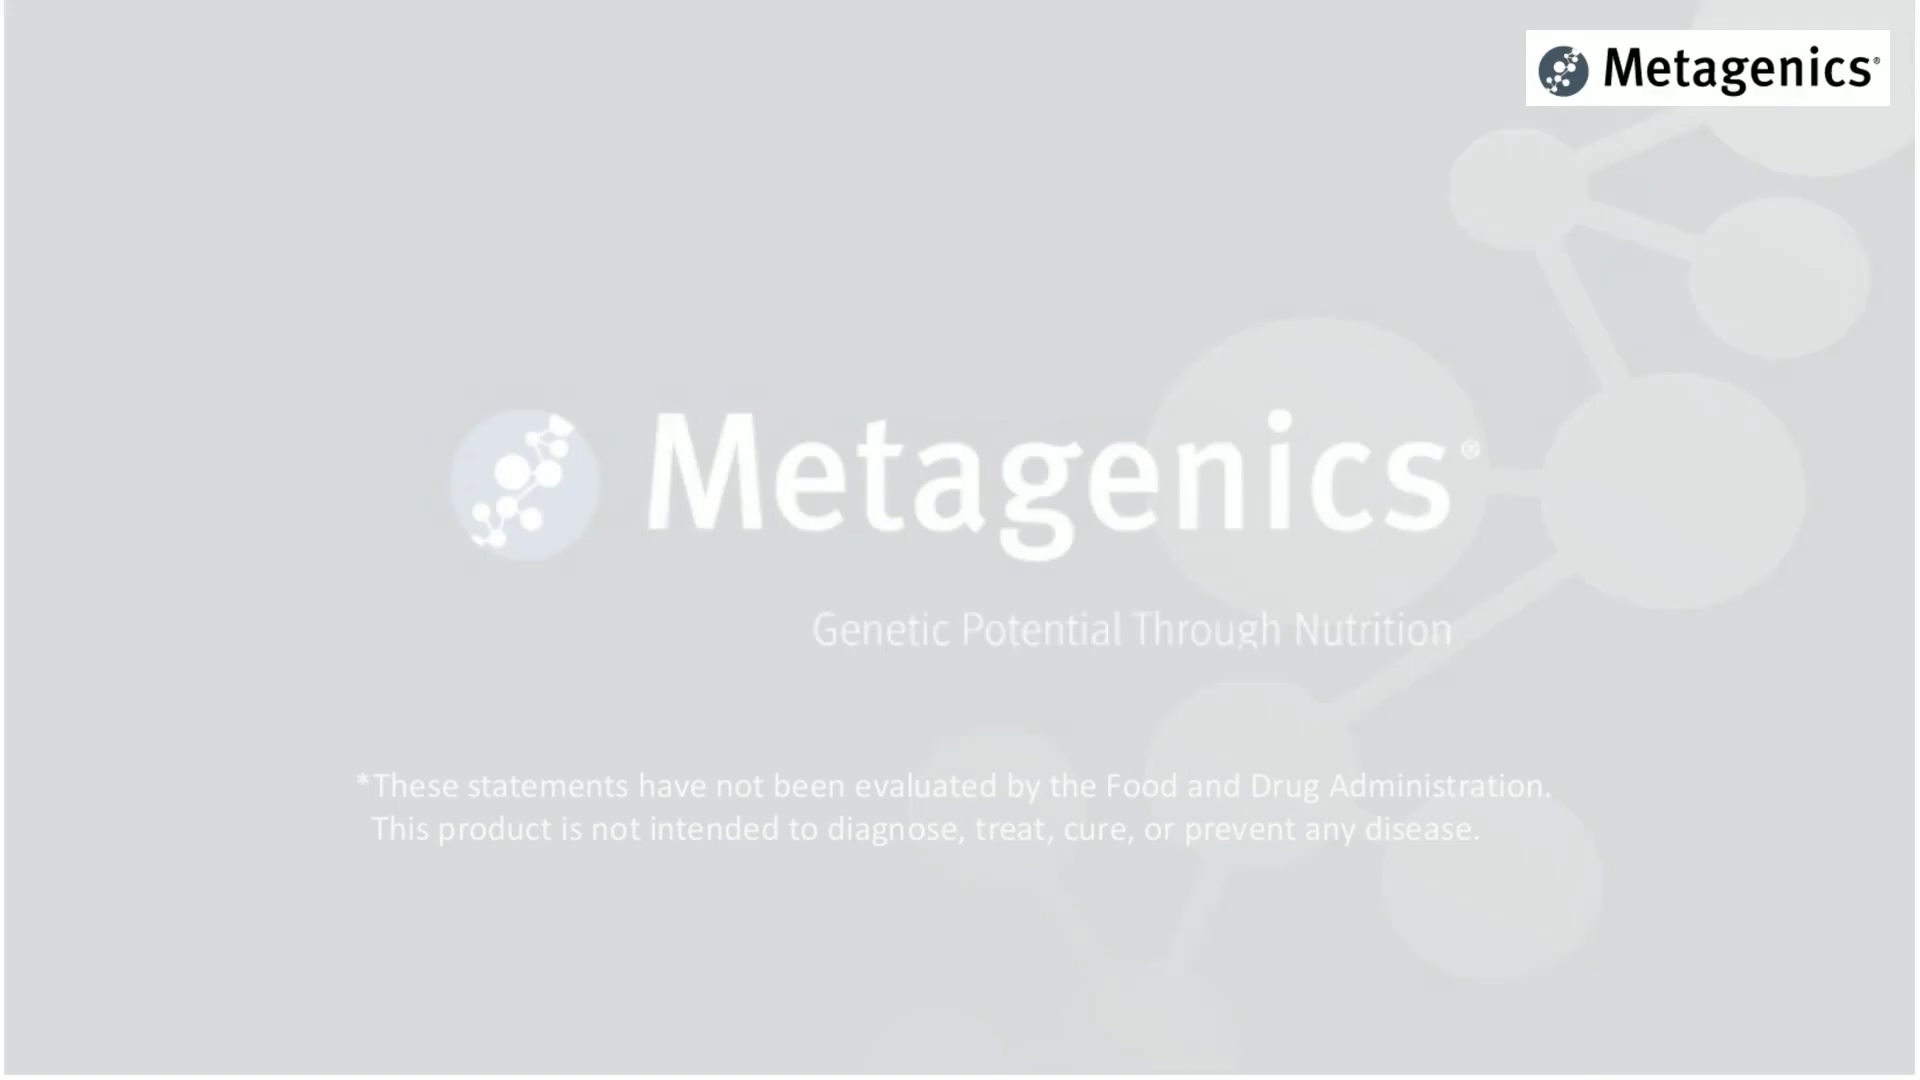 Metagenics®
Metagenics®
Genetic Potential Through Nutrition
*These statements have not been evaluated by the Food and Drug Administration.
This product is not intended to diagnose, treat, cure, or prevent any disease.